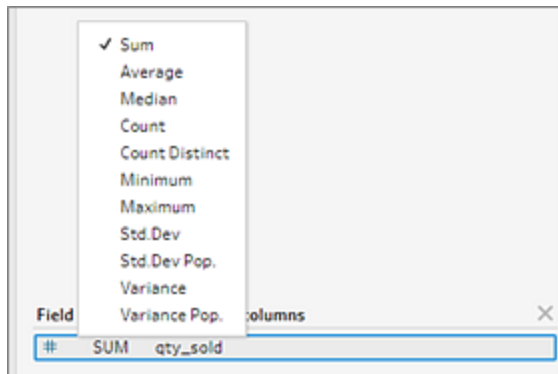 ✓ Sum
Average
Median
Count
Count Distinct
Minimum
Maximum
Std.Dev
Std.Dev Pop.
Variance
Variance Pop.
Field olumns
# SUM qty_sold